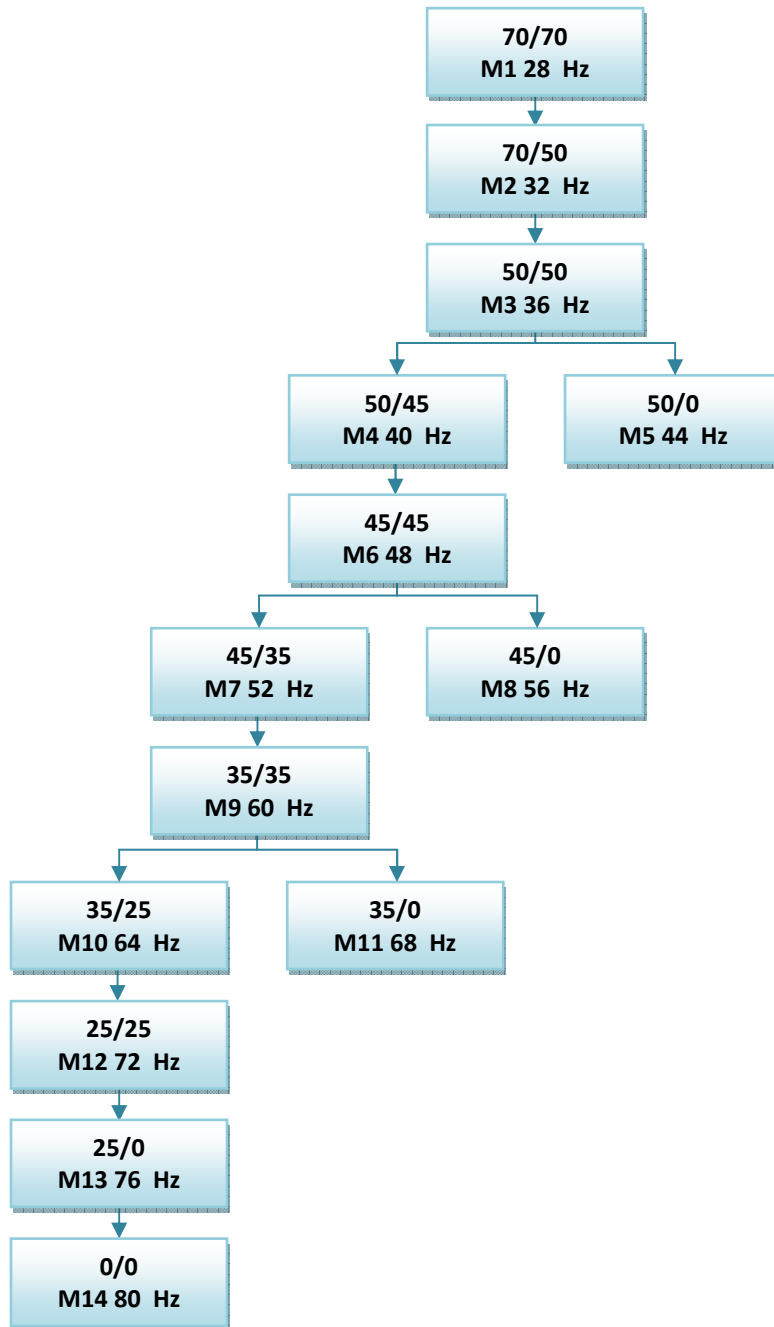 70/70
M1 28 Hz
70/50
M2 32 Hz
50/50
M3 36 Hz
50/45
M4 40 Hz
50/0
M5 44 Hz
45/45
M6 48 Hz
45/35
M7 52 Hz
45/0
M8 56 Hz
35/35
M9 60 Hz
35/25
M10 64 Hz
35/0
M11 68 Hz
25/25
M12 72 Hz
25/0
M13 76 Hz
0/0
M14 80 Hz